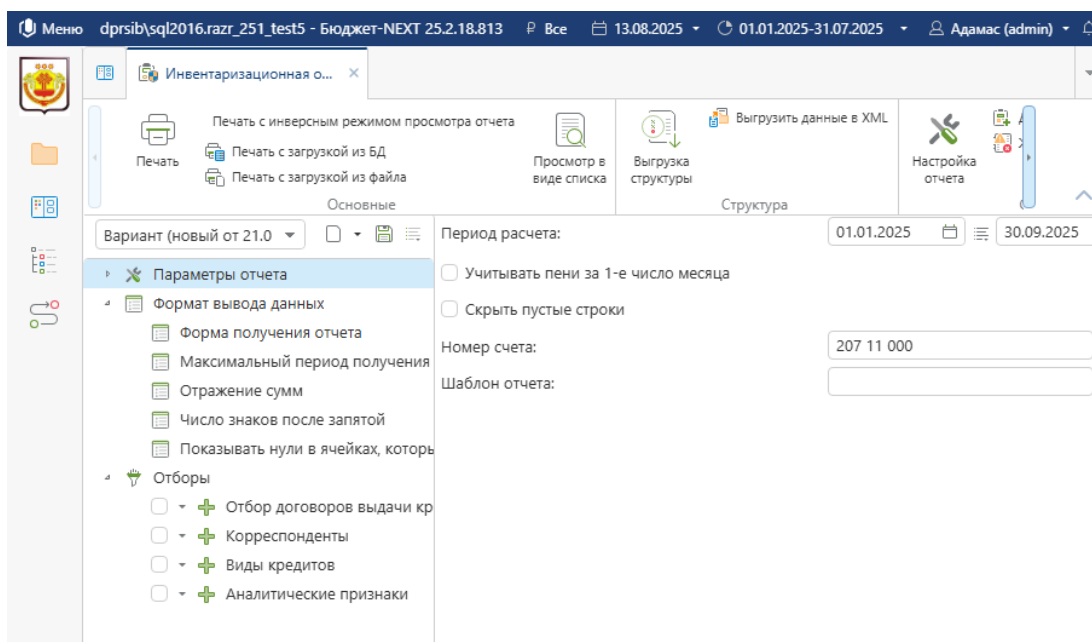 Меню dprsib\sql2016.razr_251_test5 - Бюджет-NEXT 25.2.18.813 ₽ Все 13.08.2025 01.01.2025-31.07.2025 Адамас (admin)
Инвентаризационная о... ×
Печать
Печать с инверсным режимом просмотра отчета
Печать с загрузкой из БД
Печать с загрузкой из файла
Основные
Просмотр в
виде списка
Выгрузка
структуры
Выгрузить данные в XML
Структура
Настройка
отчета
Вариант (новый от 21.0
Параметры отчета
Формат вывода данных
Форма получения отчета
Максимальный период получения
Отражение сумм
Число знаков после запятой
Показывать нули в ячейках, которы
Отборы
Отбор договоров выдачи кр
Корреспонденты
Виды кредитов
Аналитические признаки
Период расчета: 01.01.2025 30.09.2025
Учитывать пени за 1-е число месяца
Скрыть пустые строки
Номер счета: 207 11 000
Шаблон отчета: